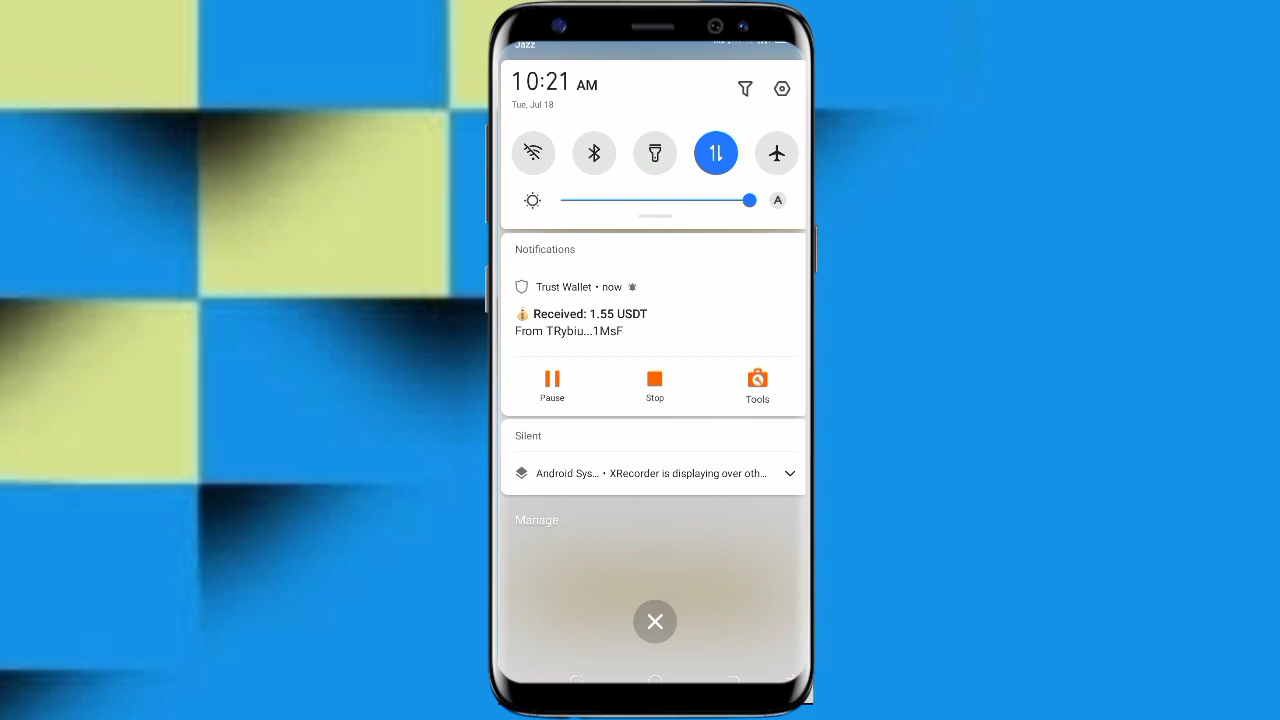 Jazz
10:21 AM
Tue, Jul 18
A
Notifications
Trust Wallet • now
Received: 1.55 USDT
From TRybiu...1MsF
Pause
Stop
Tools
Silent
Android Sys... • XRecorder is displaying over oth...
Manage